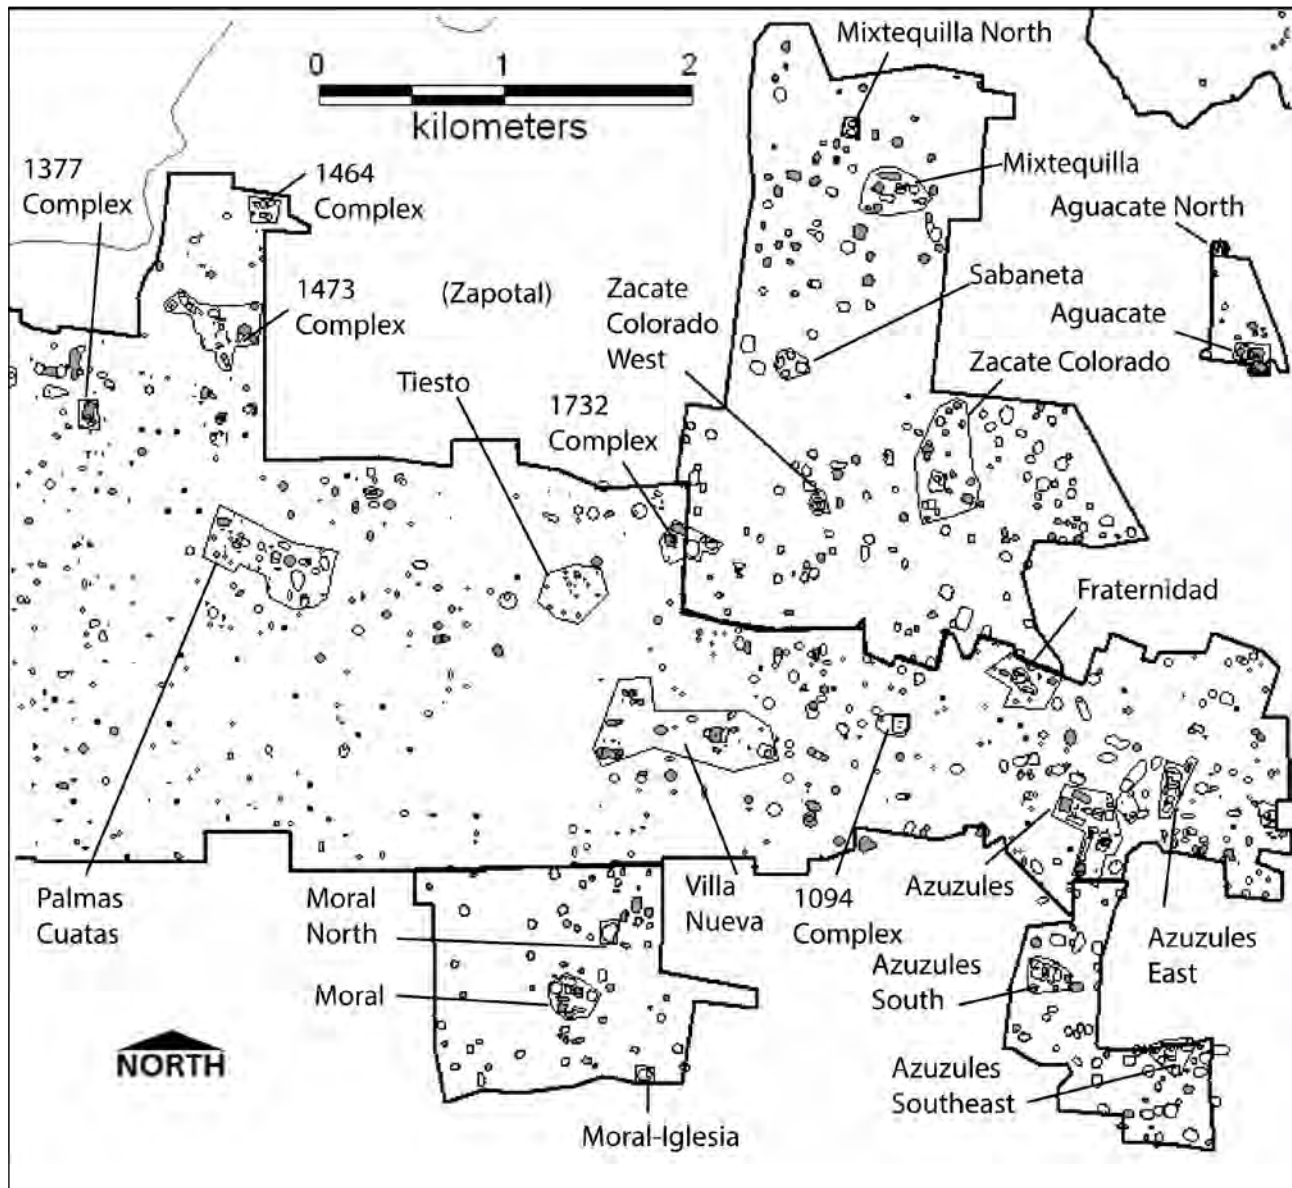 Mixtequilla North
0 1 2
kilometers
1377
Complex
1464
Complex
Mixtequilla
Aguacate North
1473
Complex
(Zapotal)
Zacate
Colorado
West
Sabaneta
Aguacate
Zacate Colorado
Tiesto
1732
Complex
Fraternidad
Palmas
Cuatas
Moral
North
Villa
Nueva
1094
Complex
Azuzules
Azuzules
East
Azuzules
South
Moral
NORTH
Azuzules
Southeast
Moral-Iglesia